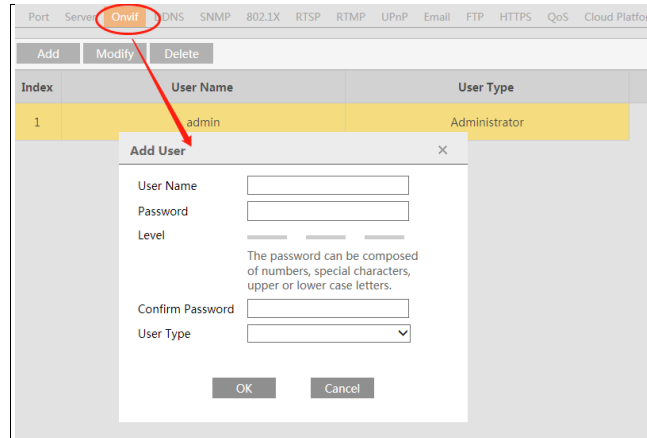 Port Server Onvif DDNS SNMP 802.1X RTSP RTMP UPnP Email FTP HTTPS QoS Cloud Platfo
Add Modify Delete
Index User Name User Type
1 admin Administrator
Add User ×
User Name
Password
Level
The password can be composed
of numbers, special characters,
upper or lower case letters.
Confirm Password
User Type
OK Cancel